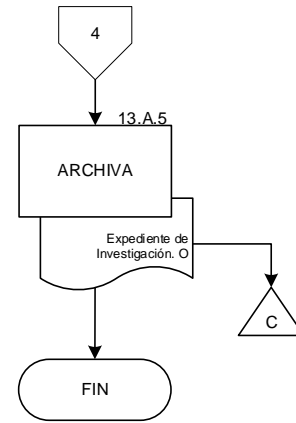 4
13.A.5
ARCHIVA
Expediente de
Investigación. O
C
FIN